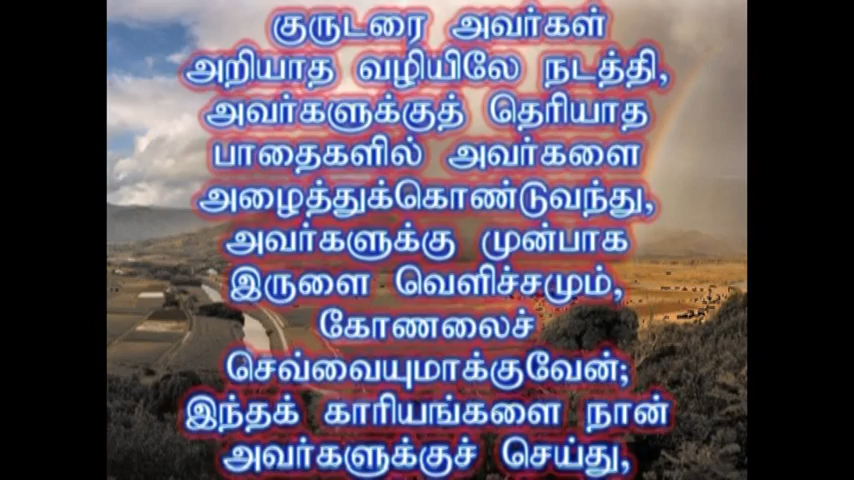 குருடரை அவர்கள்
அறியாத வழியிலே நடத்தி,
அவர்களுக்குத் தெரியாத
பாதைகளில் அவர்களை
அழைத்துக்கொண்டுவந்து,
அவர்களுக்கு முன்பாக
இருளை வெளிச்சமும்,
கோணலைச்
செவ்வையுமாக்குவேன்;
இந்தக் காரியங்களை நான்
அவர்களுக்குச் செய்து,